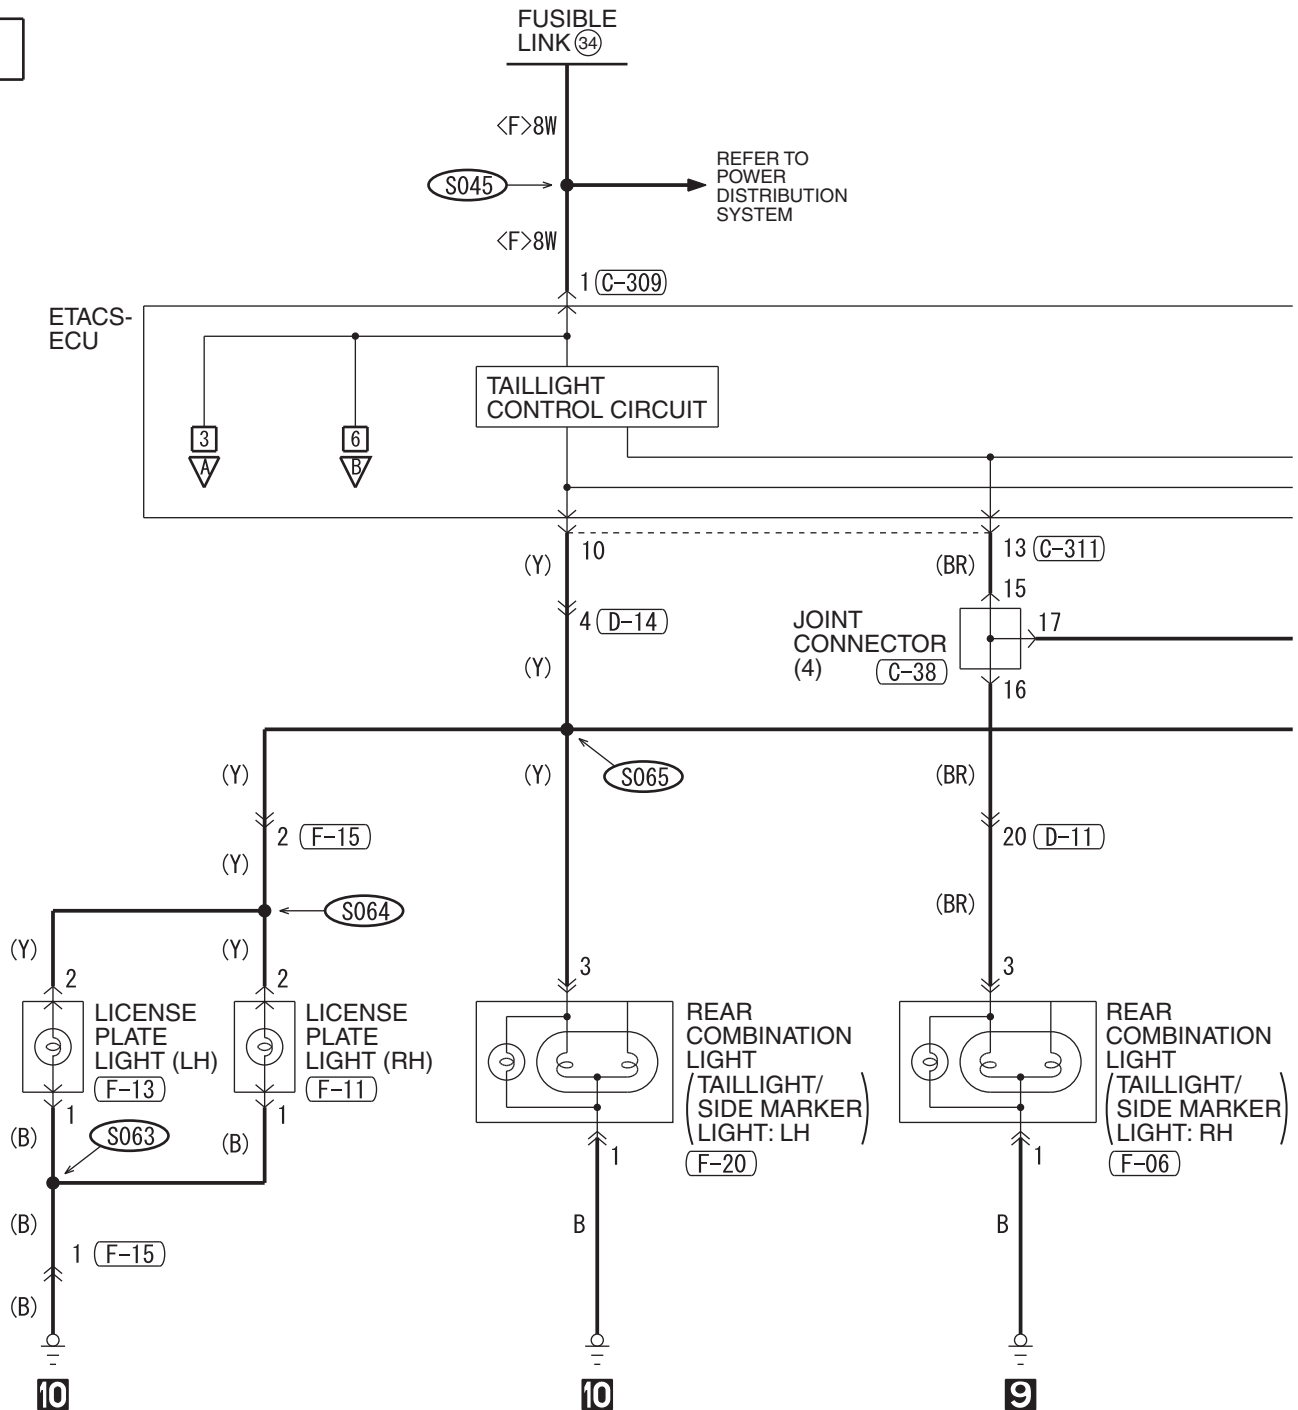 FUSIBLE
LINK 34
<F>8W
S045
REFER TO
POWER
DISTRIBUTION
SYSTEM
<F>8W
1 C-309
ETACS-
ECU
TAILLIGHT
CONTROL CIRCUIT
3
6
A
B
10
13 C-311
(Y)
(BR)
15
4 D-14
JOINT
CONNECTOR
(4)
C-38
17
(Y)
16
(Y)
(Y)
S065
(BR)
2 F-15
20 D-11
(Y)
S064
(BR)
(Y)
(Y)
2
2
3
3
LICENSE
PLATE
LIGHT (LH)
F-13
LICENSE
PLATE
LIGHT (RH)
F-11
REAR
COMBINATION
LIGHT
(TAILLIGHT/
SIDE MARKER
LIGHT: LH)
F-20
REAR
COMBINATION
LIGHT
(TAILLIGHT/
SIDE MARKER
LIGHT: RH)
F-06
1
1
1
1
(B)
S063
(B)
(B)
B
B
1 F-15
(B)
10
10
9